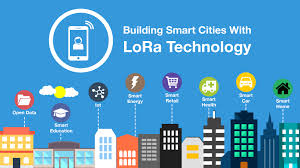 Building Smart Cities With
LoRa Technology
Open Data
Smart
Education
Iot
Smart
Energy
Smart
Retail
Smart
Health
Smart
Car
Smart
Home